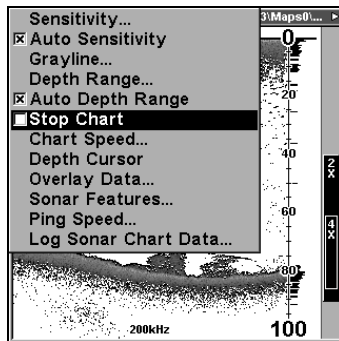 Sensitivity...
3\Maps0\...
Auto Sensitivity
Grayline...
Depth Range...
Auto Depth Range
Stop Chart
Chart Speed...
Depth Cursor
Overlay Data...
Sonar Features...
Ping Speed...
Log Sonar Chart Data...
0
20
40
60
80
100
2X
4X
200kHz